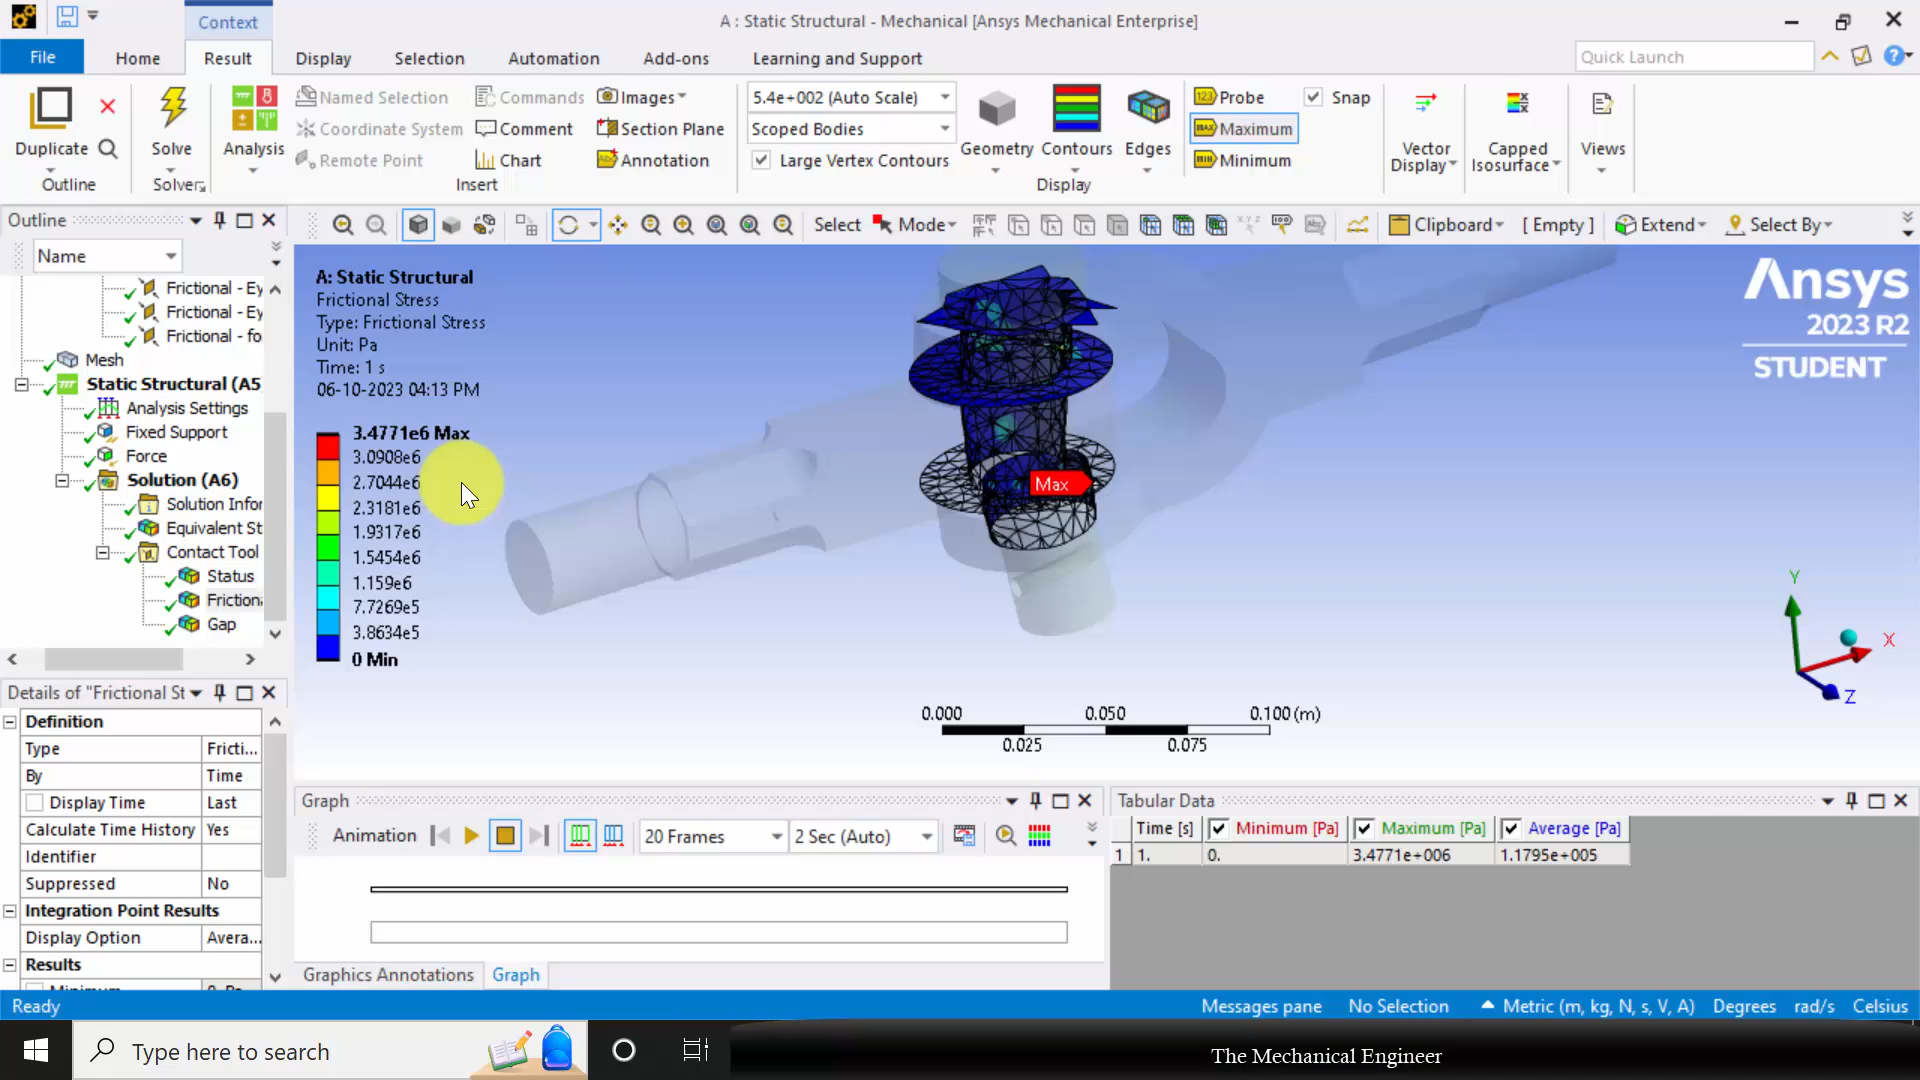 Context
A : Static Structural - Mechanical [Ansys Mechanical Enterprise]
File
Home
Result
Display
Selection
Automation
Add-ons
Learning and Support
Quick Launch
Duplicate
Outline
Solve
Solver
Analysis
Named Selection
Coordinate System
Remote Point
Commands
Comment
Chart
Images
Section Plane
Annotation
Insert
5.4e+002 (Auto Scale)
Scoped Bodies
Large Vertex Contours
Geometry
Contours
Edges
Display
Probe
Maximum
Minimum
Snap
Vector
Display
Capped
Isosurface
Views
Outline
Name
Select
Mode
Clipboard
[ Empty ]
Extend
Select By
Frictional - Ey
Frictional - Ey
Frictional - fo
Mesh
Static Structural (A5
Analysis Settings
Fixed Support
Force
Solution (A6)
Solution Infor
Equivalent St
Contact Tool
Status
Friction
Gap
A: Static Structural
Frictional Stress
Type: Frictional Stress
Unit: Pa
Time: 1 s
06-10-2023 04:13 PM
3.4771e6 Max
3.0908e6
2.7044e6
2.3181e6
1.9317e6
1.5454e6
1.159e6
7.7269e5
3.8634e5
0 Min
Max
Ansys
2023 R2
STUDENT
Y
X
Z
0.000
0.050
0.100 (m)
0.025
0.075
Details of "Frictional St
Definition
Type
Fricti...
By
Time
Display Time
Last
Calculate Time History
Yes
Identifier
Suppressed
No
Integration Point Results
Display Option
Avera...
Results
Graph
Animation
20 Frames
2 Sec (Auto)
Graphics Annotations
Graph
Tabular Data
Time [s]
Minimum [Pa]
Maximum [Pa]
Average [Pa]
1
1.
0.
3.4771e+006
1.1795e+005
Ready
Messages pane
No Selection
Metric (m, kg, N, s, V, A)
Degrees
rad/s
Celsius
Type here to search
The Mechanical Engineer